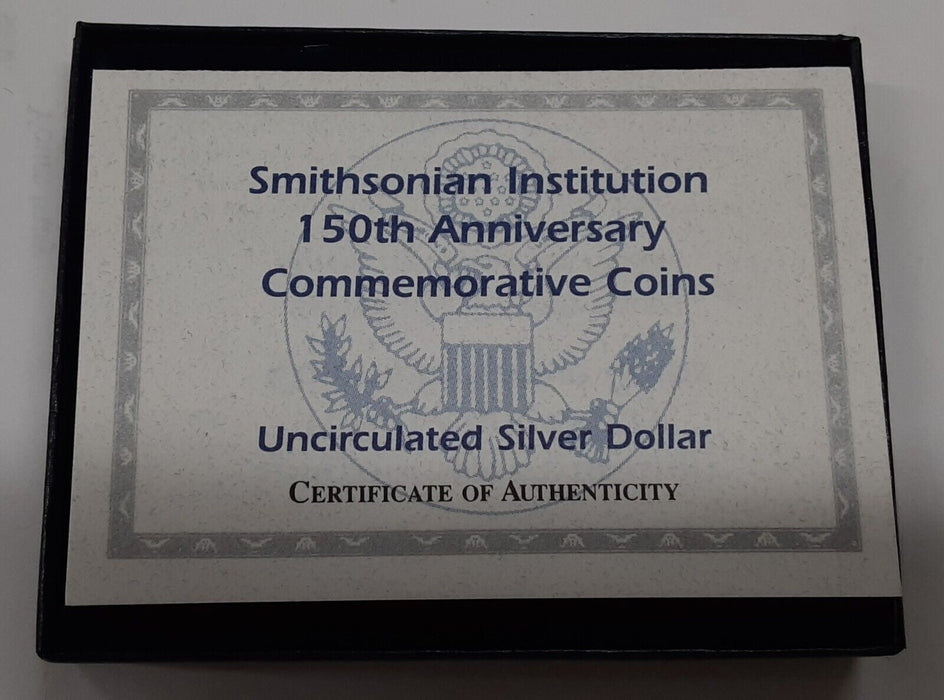 Smithsonian Institution
150th Anniversary
Commemorative Coins
Uncirculated Silver Dollar
CERTIFICATE OF AUTHENTICITY